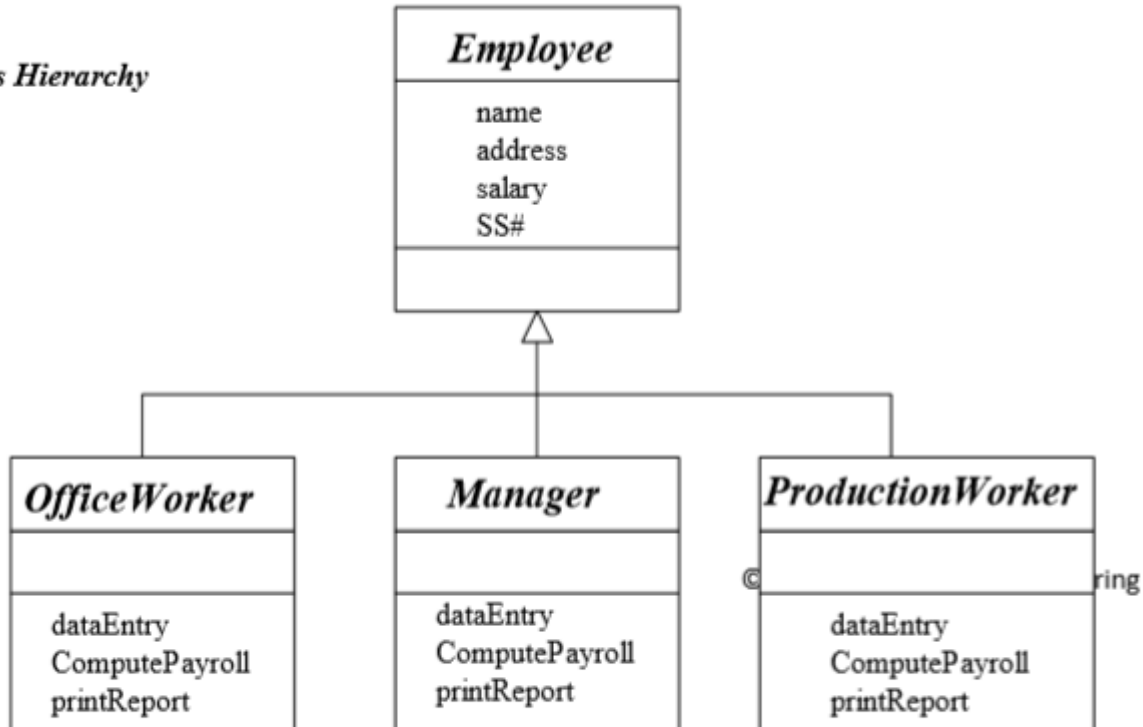 Employee
s Hierarchy
name
address
salary
SS#
OfficeWorker
Manager
ProductionWorker
©
ring
dataEntry
ComputePayroll
printReport
dataEntry
ComputePayroll
printReport
dataEntry
ComputePayroll
printReport